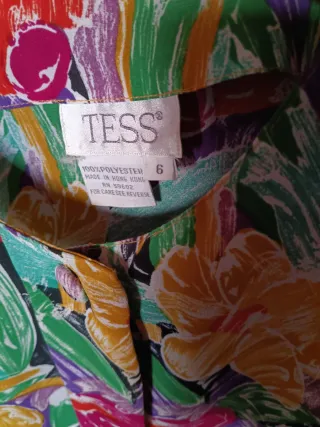 TESS®
100% POLYESTER
6
MADE IN HONG KONG
FOR CARE SEE REVERSE